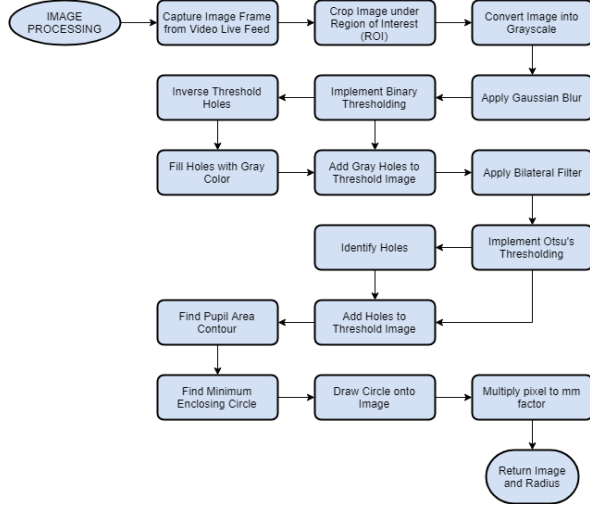 IMAGE
PROCESSING
Capture Image Frame
from Video Live Feed
Crop Image under
Region of Interest
(ROI)
Convert Image into
Grayscale
Inverse Threshold
Holes
Implement Binary
Thresholding
Apply Gaussian Blur
Fill Holes with Gray
Color
Add Gray Holes to
Threshold Image
Apply Bilateral Filter
Identify Holes
Implement Otsu's
Thresholding
Find Pupil Area
Contour
Add Holes to
Threshold Image
Find Minimum
Enclosing Circle
Draw Circle onto
Image
Multiply pixel to mm
factor
Return Image
and Radius